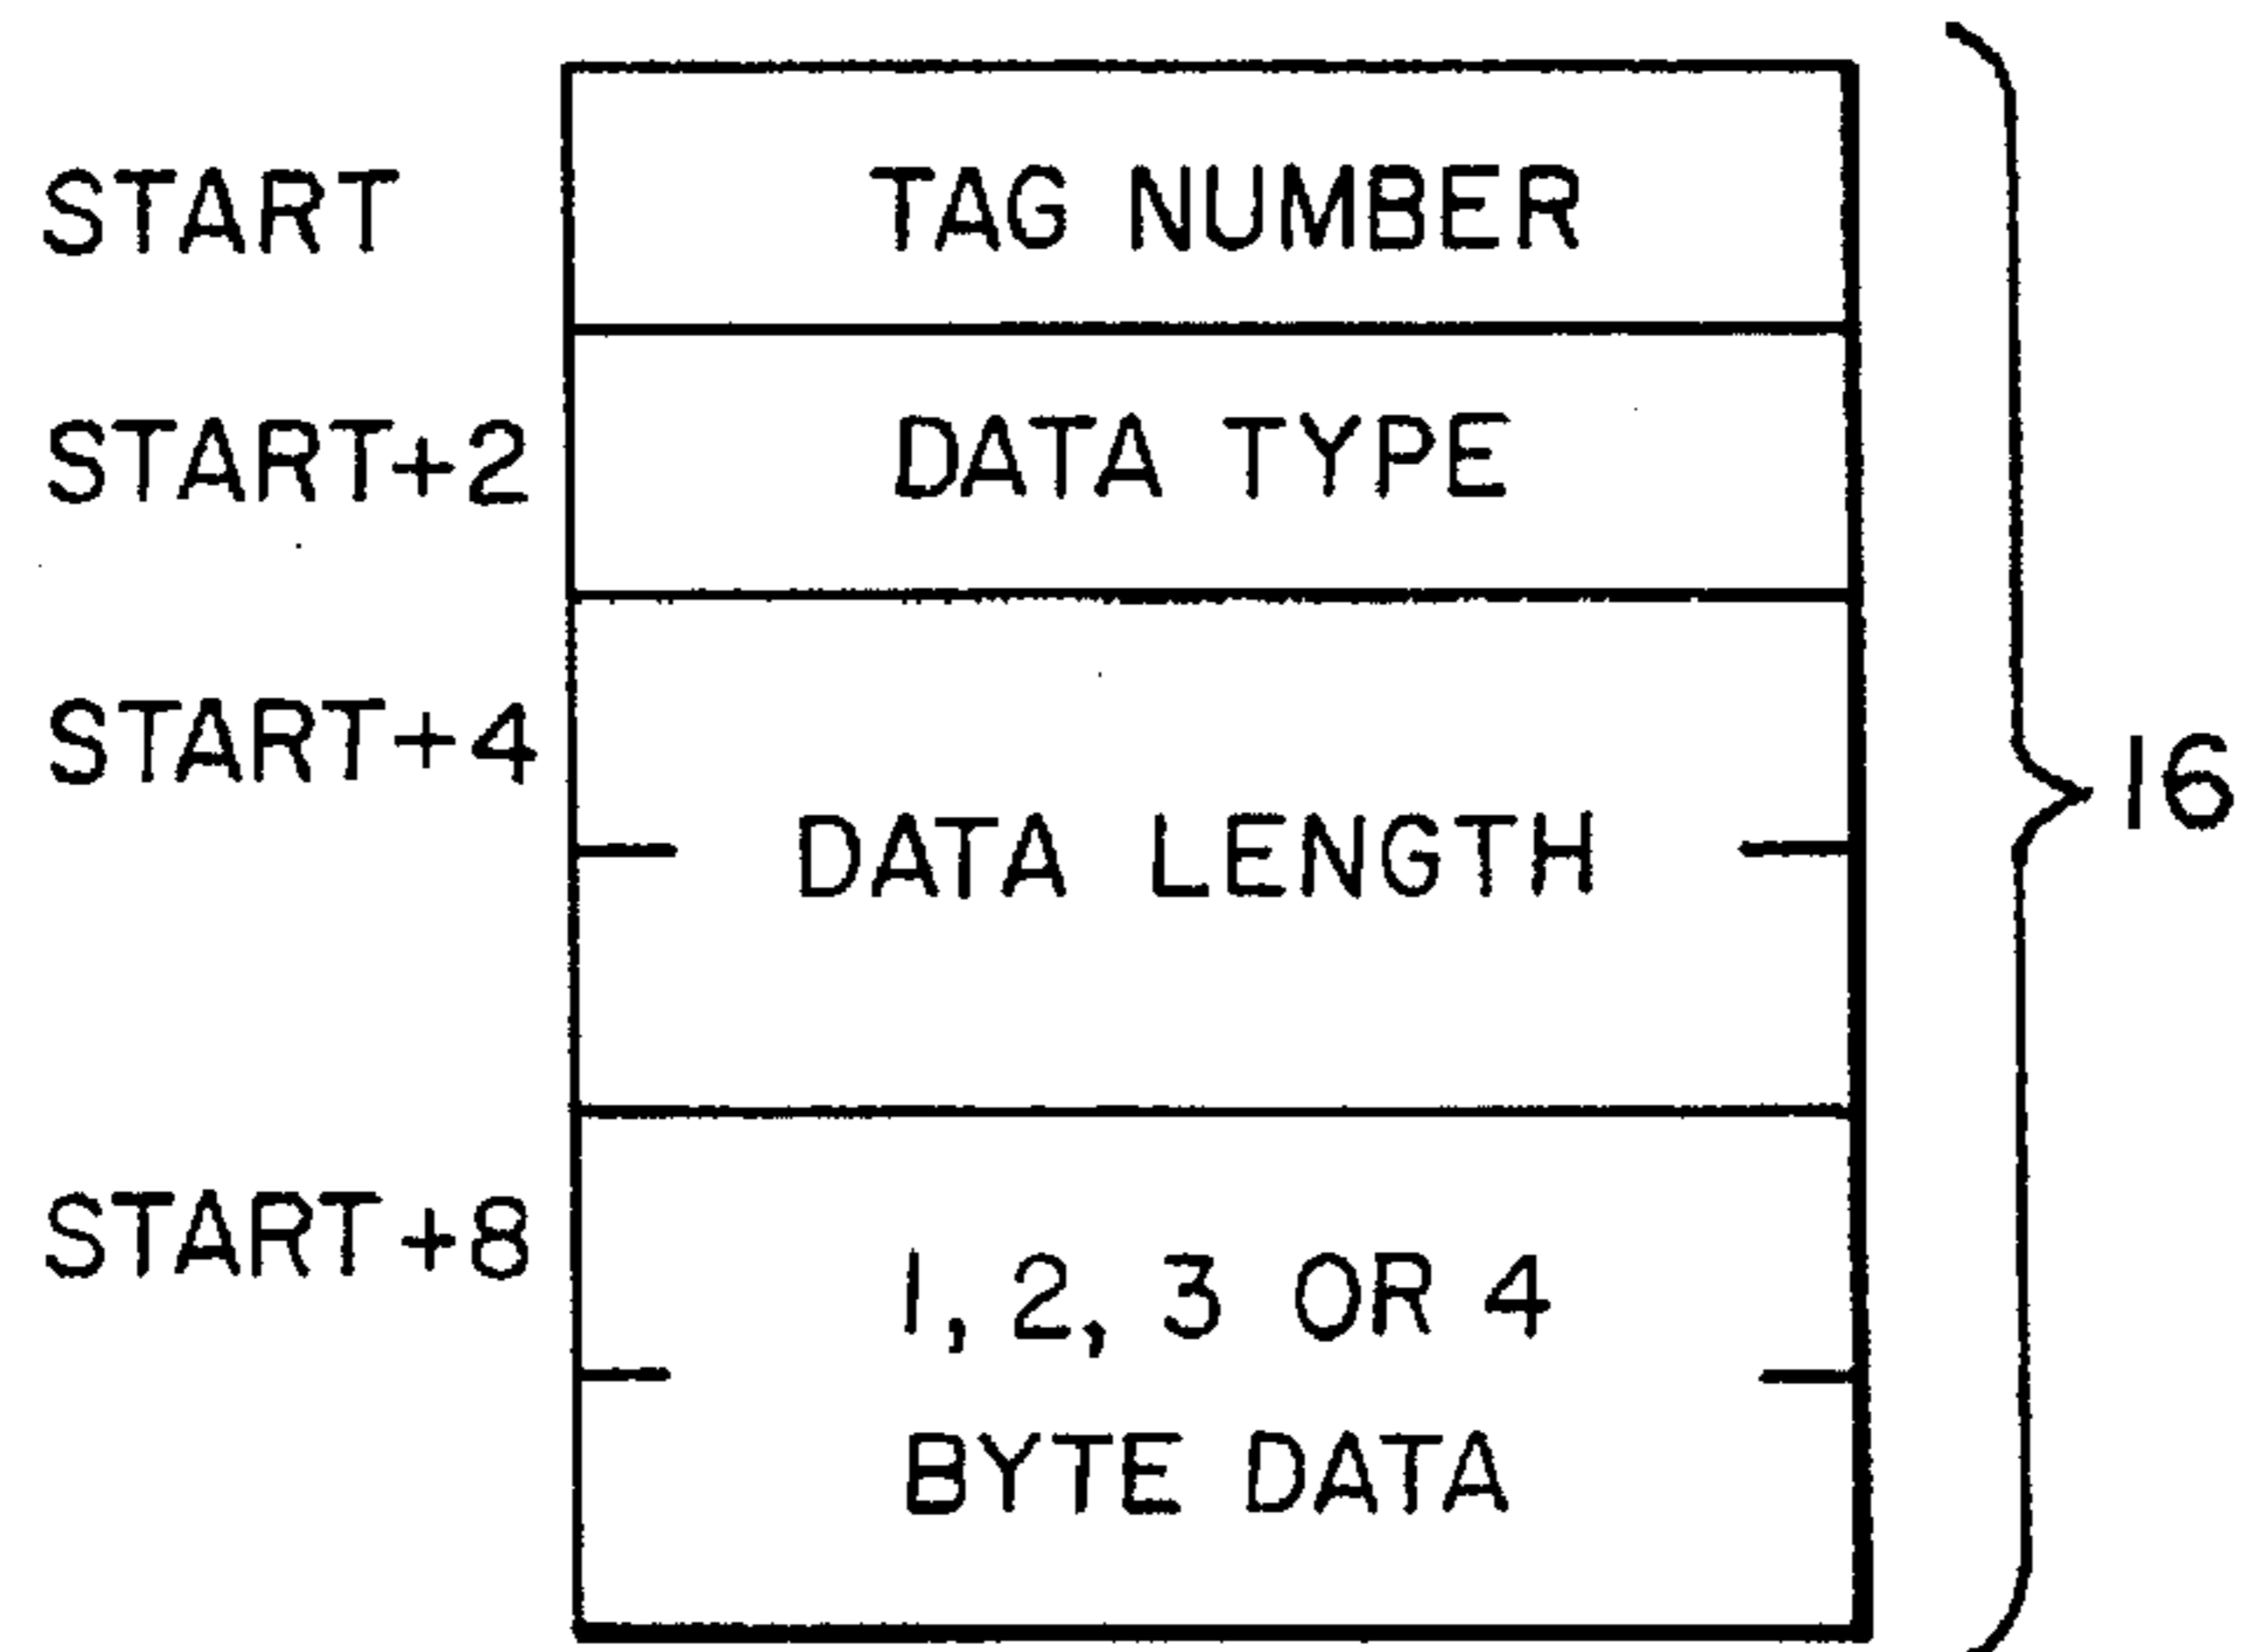 START TAG NUMBER
START+2 DATA TYPE
START+4
DATA LENGTH
16
START+8
1, 2, 3 OR 4
BYTE DATA